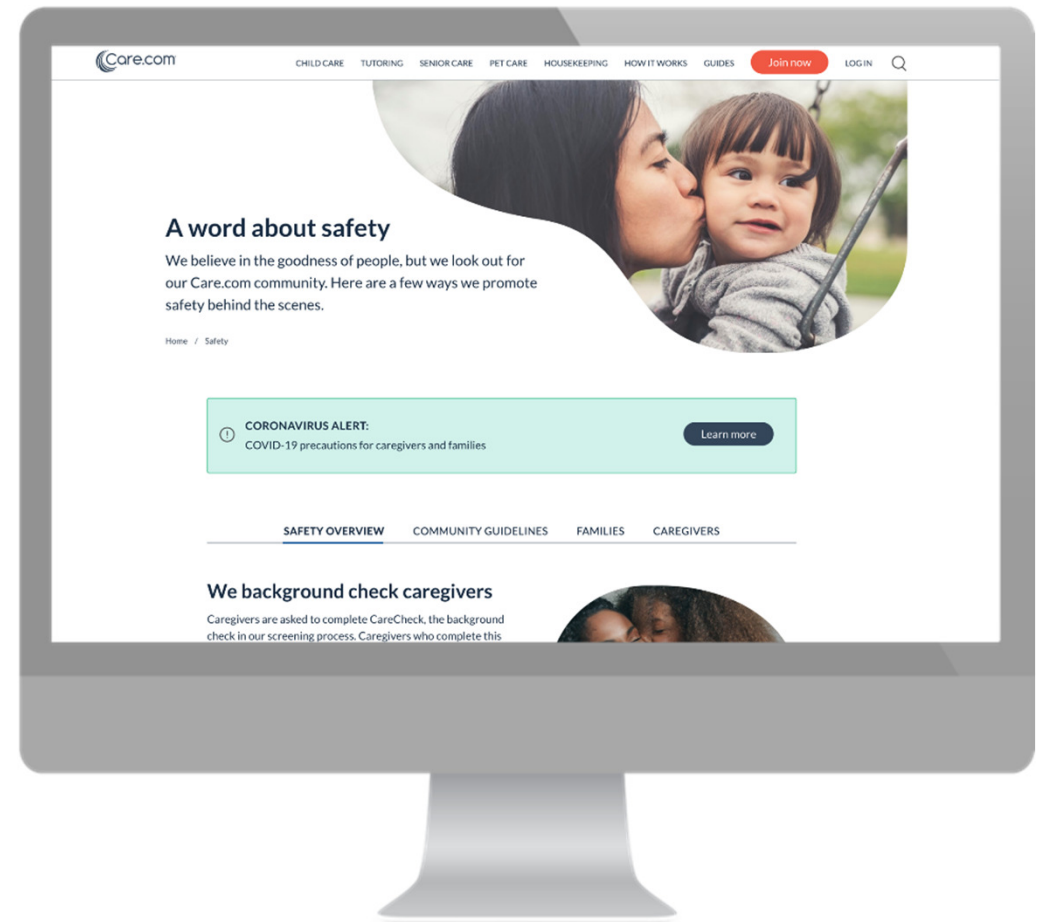 Care.com
CHILD CARE TUTORING SENIOR CARE PET CARE HOUSEKEEPING HOW IT WORKS GUIDES Join now LOG IN
A word about safety
We believe in the goodness of people, but we look out for
our Care.com community. Here are a few ways we promote
safety behind the scenes.
Home / Safety
CORONAVIRUS ALERT:
COVID-19 precautions for caregivers and families
Learn more
SAFETY OVERVIEW COMMUNITY GUIDELINES FAMILIES CAREGIVERS
We background check caregivers
Caregivers are asked to complete CareCheck, the background
check in our screening process. Caregivers who complete this